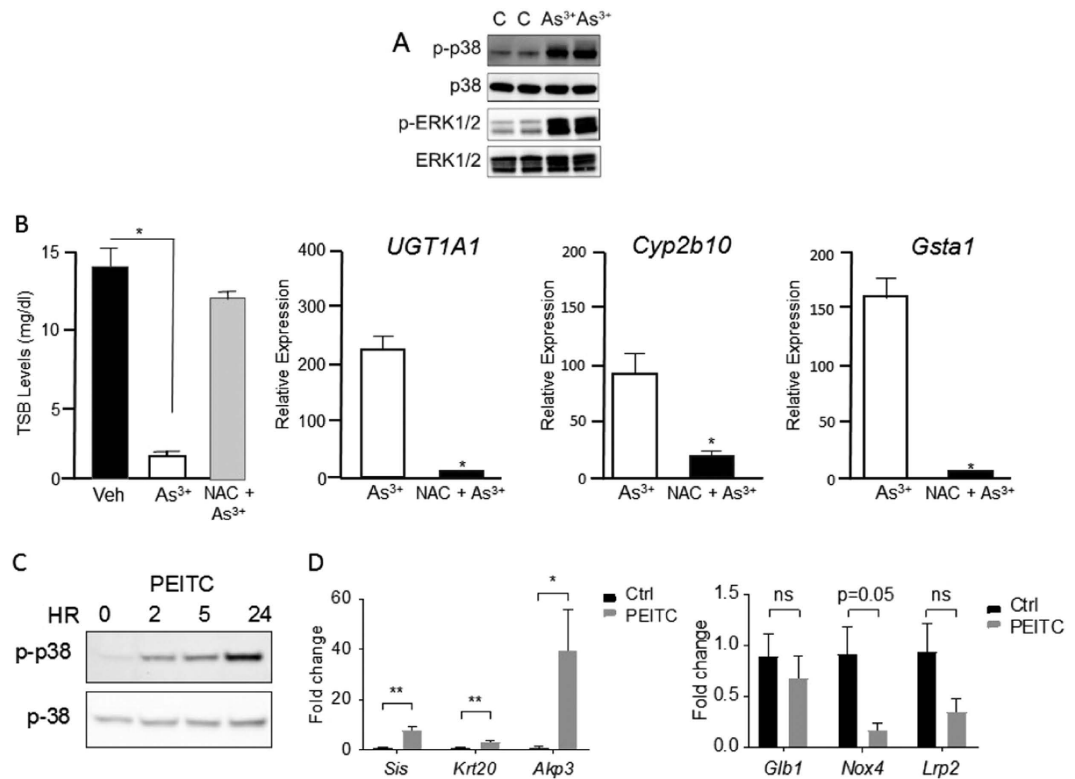 A
C C As³⁺As³⁺
p-p38
p38
p-ERK1/2
ERK1/2
B
TSB Levels (mg/dl)
15
10
5
0
*
Veh As³⁺ NAC + As³⁺
UGT1A1
Relative Expression
400
300
200
100
0
*
As³⁺ NAC + As³⁺
Cyp2b10
Relative Expression
200
150
100
50
0
*
As³⁺ NAC + As³⁺
Gsta1
Relative Expression
200
150
100
50
0
*
As³⁺ NAC + As³⁺
C
PEITC
HR 0 2 5 24
p-p38
p-38
D
Fold change
60
40
20
0
** ** *
Ctrl
PEITC
Sis Krt20 Akp3
Fold change
1.5
1.0
0.5
0.0
ns p=0.05 ns
Ctrl
PEITC
Glb1 Nox4 Lrp2